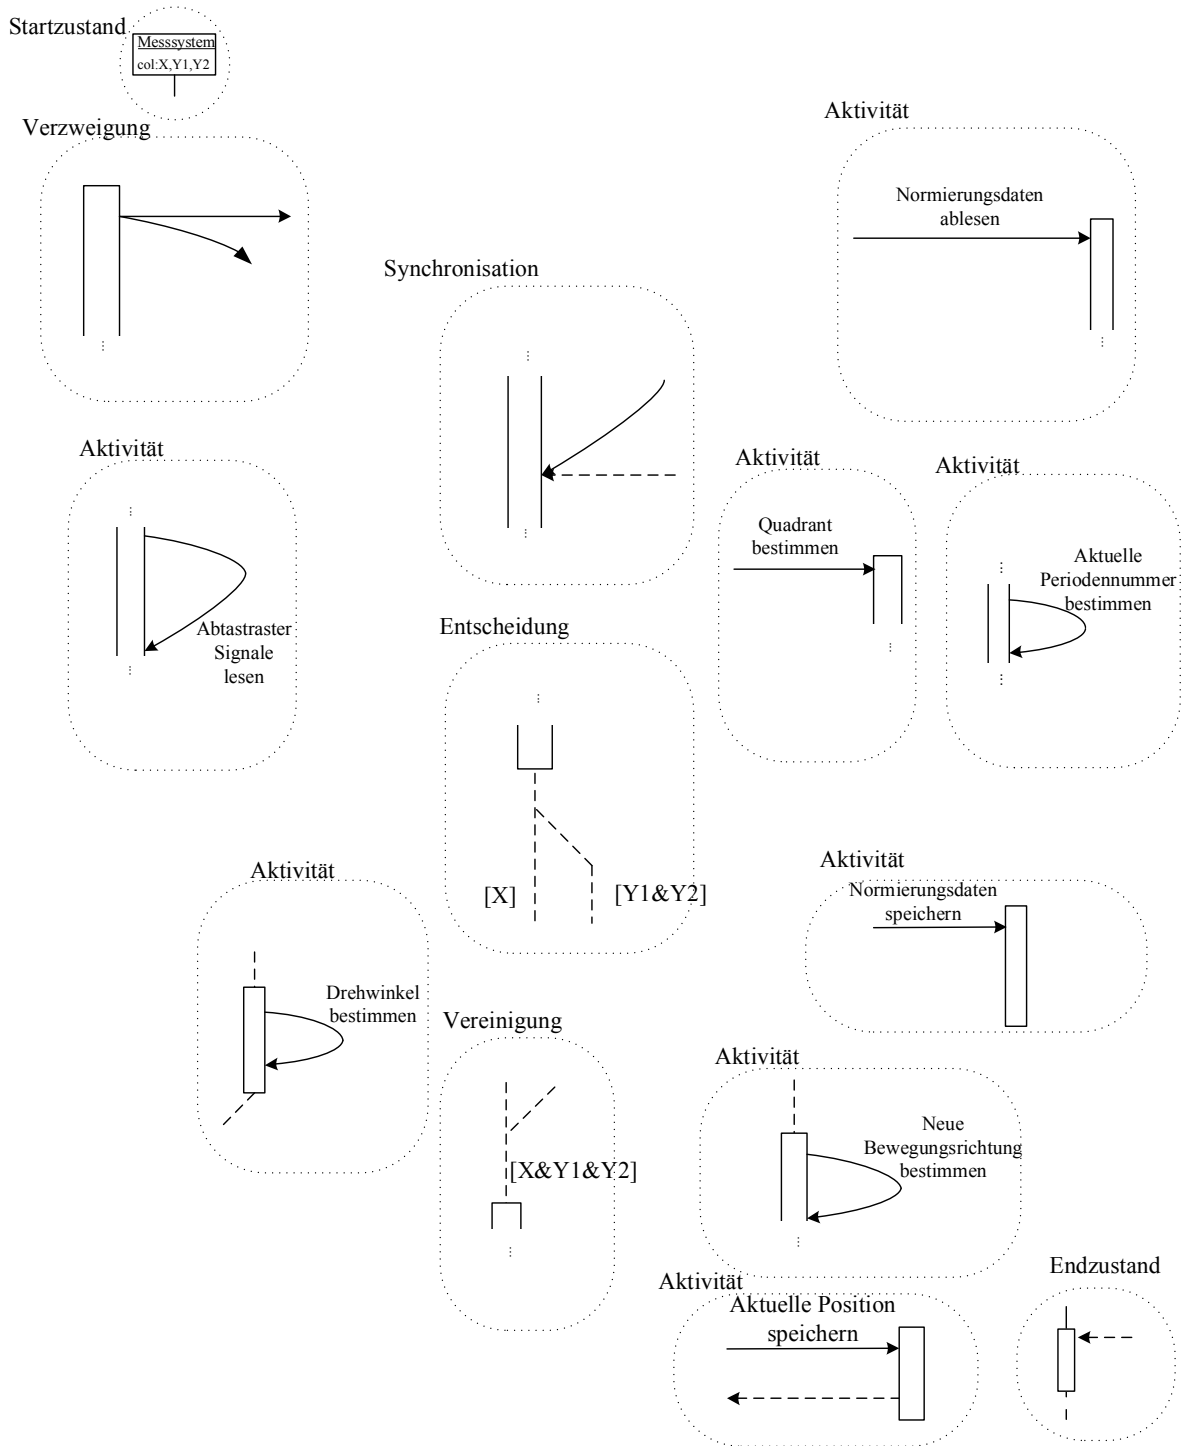 Startzustand
Messsystem
col:X,Y1,Y2
Verzweigung
Aktivität
Normierungsdaten
ablesen
Synchronisation
Aktivität
Abtastraster
Signale
lesen
Aktivität
Quadrant
bestimmen
Aktivität
Aktuelle
Periodennummer
bestimmen
Entscheidung
[X]
[Y1&Y2]
Aktivität
Drehwinkel
bestimmen
Aktivität
Normierungsdaten
speichern
Vereinigung
[X&Y1&Y2]
Aktivität
Neue
Bewegungsrichtung
bestimmen
Aktivität
Aktuelle Position
speichern
Endzustand